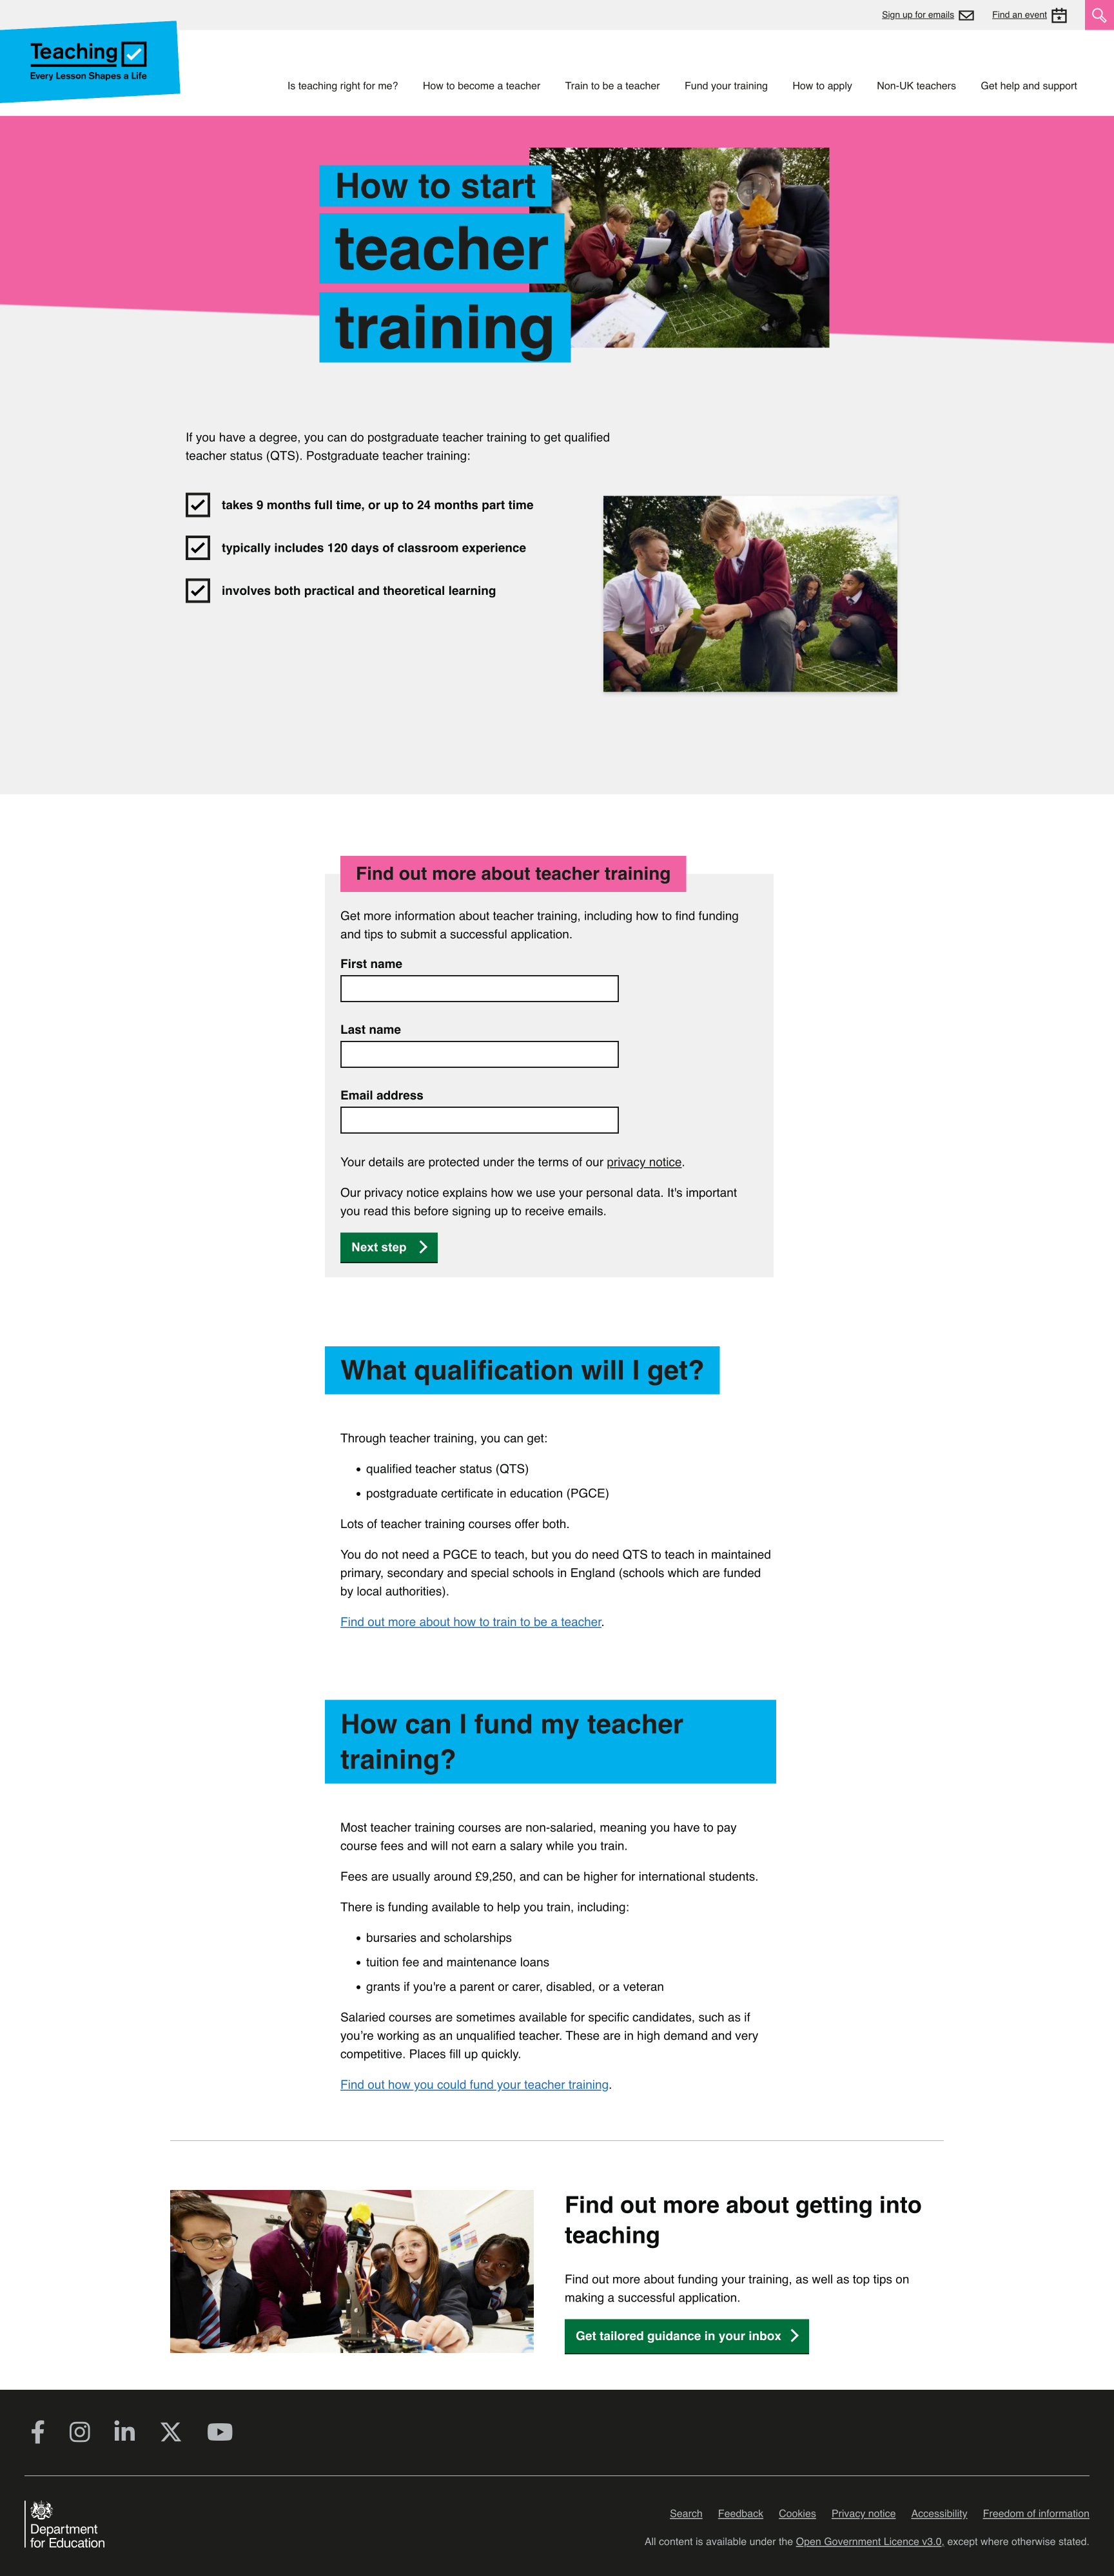 Sign up for emails
Find an event
Teaching
Every Lesson Shapes a Life
Is teaching right for me?
How to become a teacher
Train to be a teacher
Fund your training
How to apply
Non-UK teachers
Get help and support
How to start
teacher
training
If you have a degree, you can do postgraduate teacher training to get qualified
teacher status (QTS). Postgraduate teacher training:
takes 9 months full time, or up to 24 months part time
typically includes 120 days of classroom experience
involves both practical and theoretical learning
Find out more about teacher training
Get more information about teacher training, including how to find funding
and tips to submit a successful application.
First name
Last name
Email address
Your details are protected under the terms of our privacy notice.
Our privacy notice explains how we use your personal data. It's important
you read this before signing up to receive emails.
Next step
What qualification will I get?
Through teacher training, you can get:
• qualified teacher status (QTS)
• postgraduate certificate in education (PGCE)
Lots of teacher training courses offer both.
You do not need a PGCE to teach, but you do need QTS to teach in maintained
primary, secondary and special schools in England (schools which are funded
by local authorities).
Find out more about how to train to be a teacher.
How can I fund my teacher
training?
Most teacher training courses are non-salaried, meaning you have to pay
course fees and will not earn a salary while you train.
Fees are usually around £9,250, and can be higher for international students.
There is funding available to help you train, including:
• bursaries and scholarships
• tuition fee and maintenance loans
• grants if you're a parent or carer, disabled, or a veteran
Salaried courses are sometimes available for specific candidates, such as if
you’re working as an unqualified teacher. These are in high demand and very
competitive. Places fill up quickly.
Find out how you could fund your teacher training.
Find out more about getting into
teaching
Find out more about funding your training, as well as top tips on
making a successful application.
Get tailored guidance in your inbox
Department
for Education
Search
Feedback
Cookies
Privacy notice
Accessibility
Freedom of information
All content is available under the Open Government Licence v3.0, except where otherwise stated.